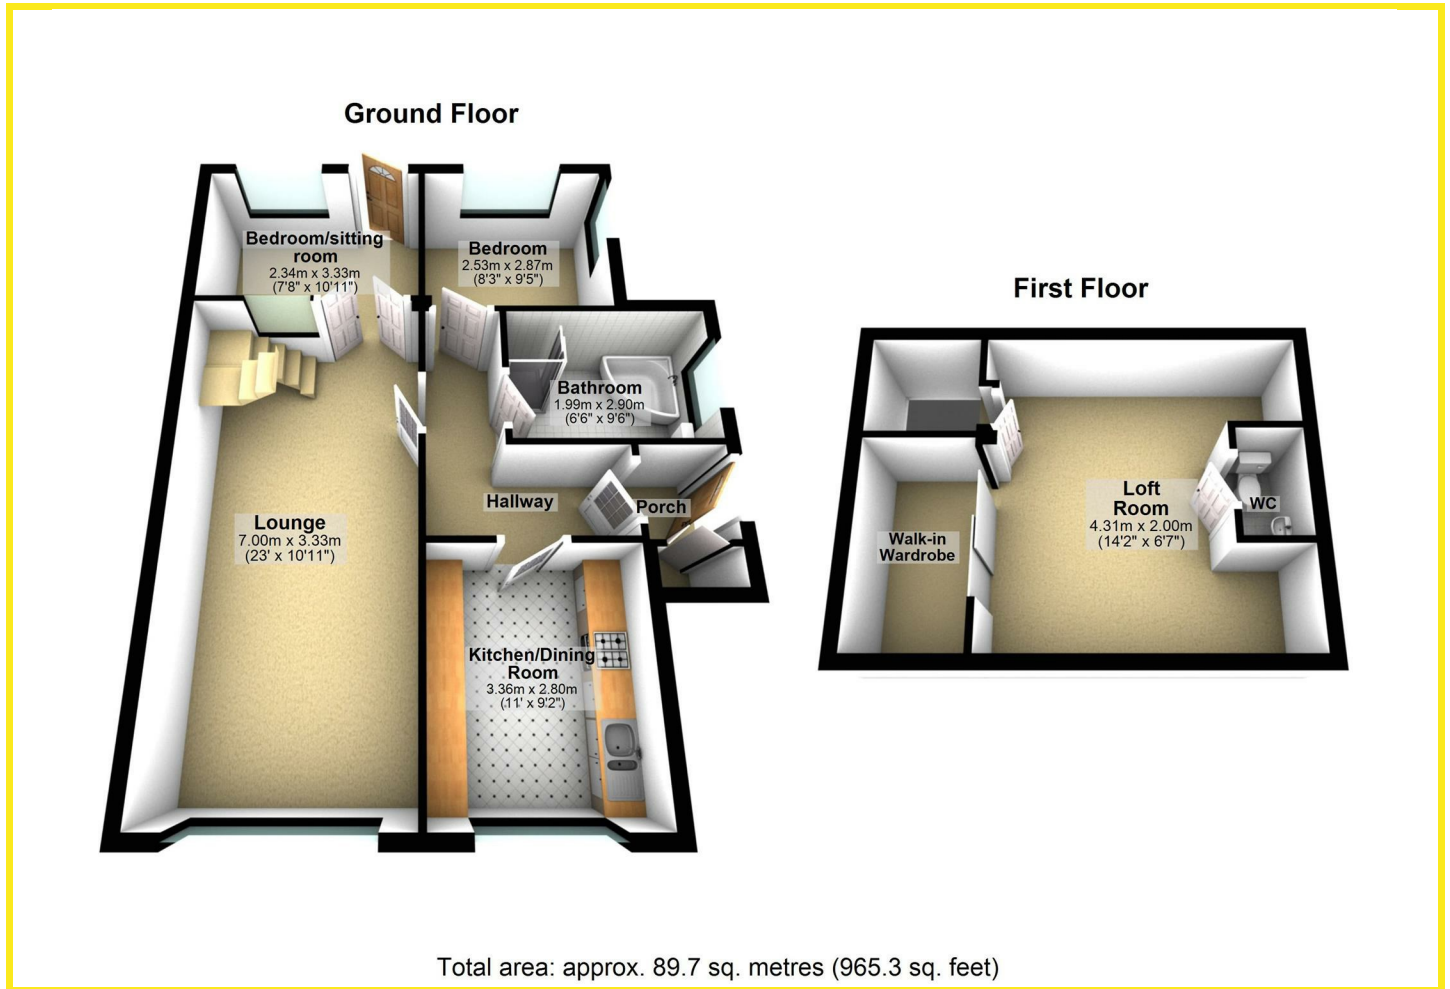 Ground Floor
Bedroom/sitting
room
2.34m x 3.33m
(7'8" x 10'11")
Bedroom
2.53m x 2.87m
(8'3" x 9'5")
Bathroom
1.99m x 2.90m
(6'6" x 9'6")
Hallway
Porch
Lounge
7.00m x 3.33m
(23' x 10'11")
Kitchen/Dining
Room
3.36m x 2.80m
(11' x 9'2")
First Floor
Loft
Room
4.31m x 2.00m
(14'2" x 6'7")
WC
Walk-in
Wardrobe
Total area: approx. 89.7 sq. metres (965.3 sq. feet)